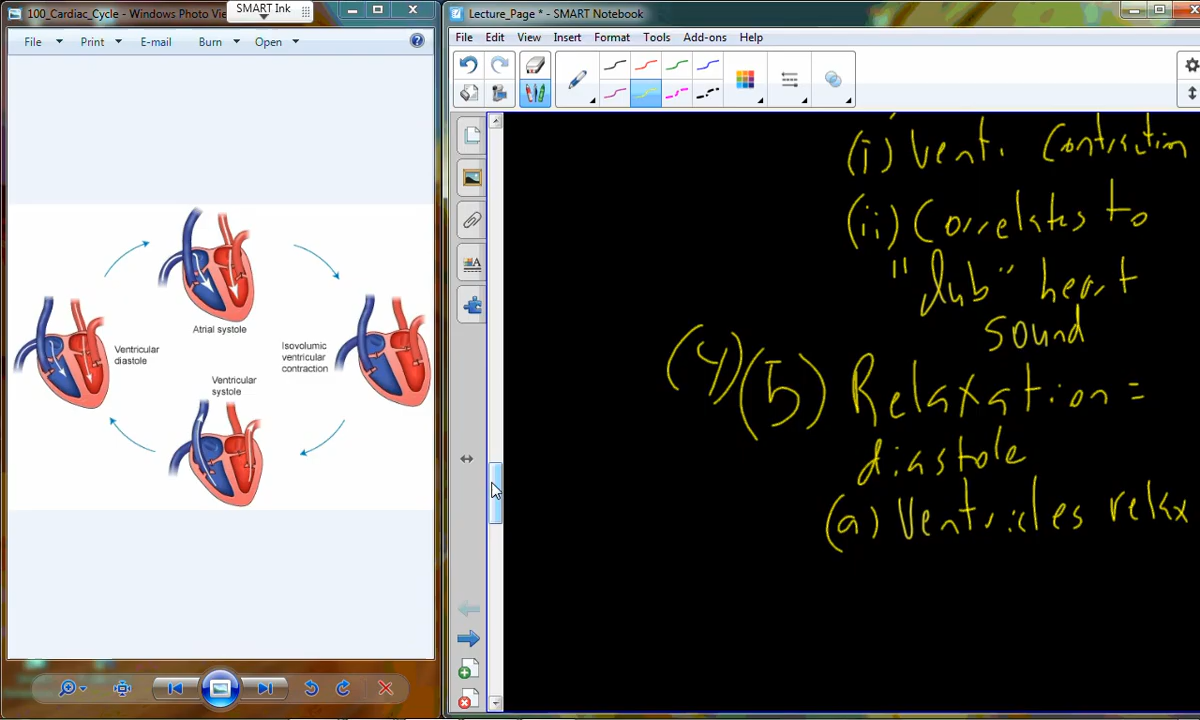 100_Cardiac_Cycle - Windows Photo Vie
SMART Ink
File Print E-mail Burn Open
Atrial systole
Ventricular
diastole
Isovolumic
ventricular
contraction
Ventricular
systole
Lecture_Page * - SMART Notebook
File Edit View Insert Format Tools Add-ons Help
(i) Vent. Contraction
(ii) Correlates to
"lub" heart
sound
(4)(5) Relaxation =
diastole
(a) Ventricles relax